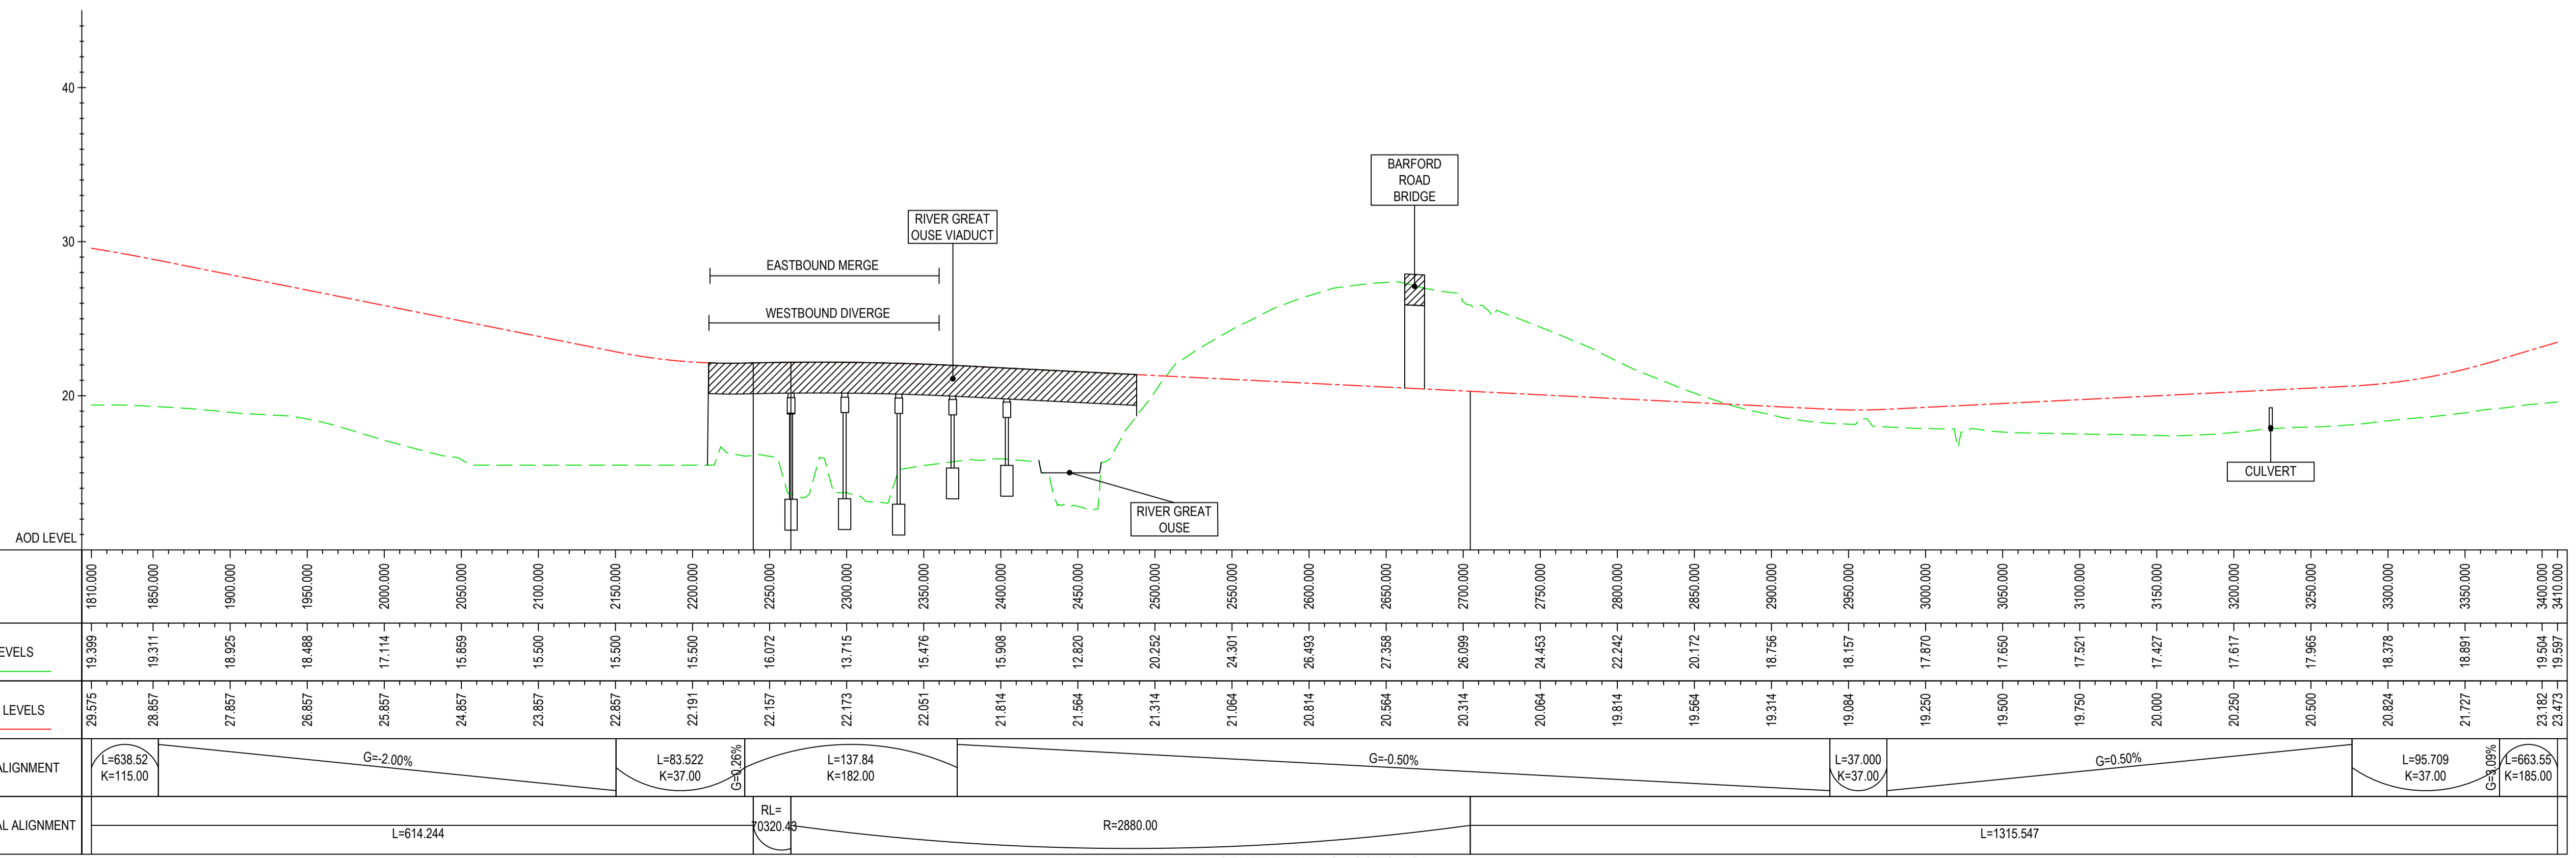 40
30
20
AOD LEVEL
BARFORD
ROAD
BRIDGE
RIVER GREAT
OUSE VIADUCT
EASTBOUND MERGE
WESTBOUND DIVERGE
RIVER GREAT
OUSE
CULVERT
1810.000 1850.000 1900.000 1950.000 2000.000 2050.000 2100.000 2150.000 2200.000 2250.000 2300.000 2350.000 2400.000 2450.000 2500.000 2550.000 2600.000 2650.000 2700.000 2750.000 2800.000 2850.000 2900.000 2950.000 3000.000 3050.000 3100.000 3150.000 3200.000 3250.000 3300.000 3350.000 3400.000 3410.000
EVELS 19.399 19.311 18.925 18.488 17.114 15.859 15.500 15.500 15.500 16.072 13.715 15.476 15.908 12.820 20.252 24.301 26.493 27.358 26.099 24.453 22.242 20.172 18.756 18.157 17.870 17.650 17.521 17.427 17.617 17.965 18.378 18.891 19.504 19.597
LEVELS 29.575 28.857 27.857 26.857 25.857 24.857 23.857 22.857 22.191 22.157 22.173 22.051 21.814 21.564 21.314 21.064 20.814 20.564 20.314 20.064 19.814 19.564 19.314 19.084 19.250 19.500 19.750 20.000 20.250 20.500 20.824 21.727 23.182 23.473
ALIGNMENT
L=638.52
K=115.00
G=-2.00%
L=83.522
K=37.00
G=0.26%
L=137.84
K=182.00
G=-0.50%
L=37.000
K=37.00
G=0.50%
L=95.709
K=37.00
G=3.09%
L=663.55
K=185.00
AL ALIGNMENT
L=614.244
RL=
70320.43
R=2880.00
L=1315.547